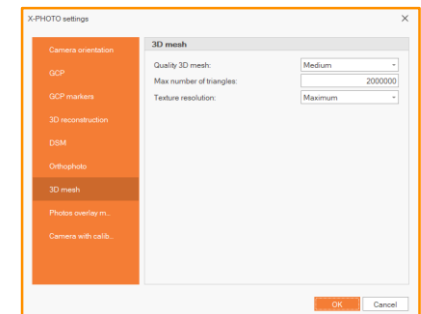 X-PHOTO settings
Camera orientation
GCP
GCP markers
3D reconstruction
DSM
Orthophoto
3D mesh
Photos overlay m..
Camera with calib..
3D mesh
Quality 3D mesh: Medium
Max number of triangles: 2000000
Texture resolution: Maximum
OK Cancel